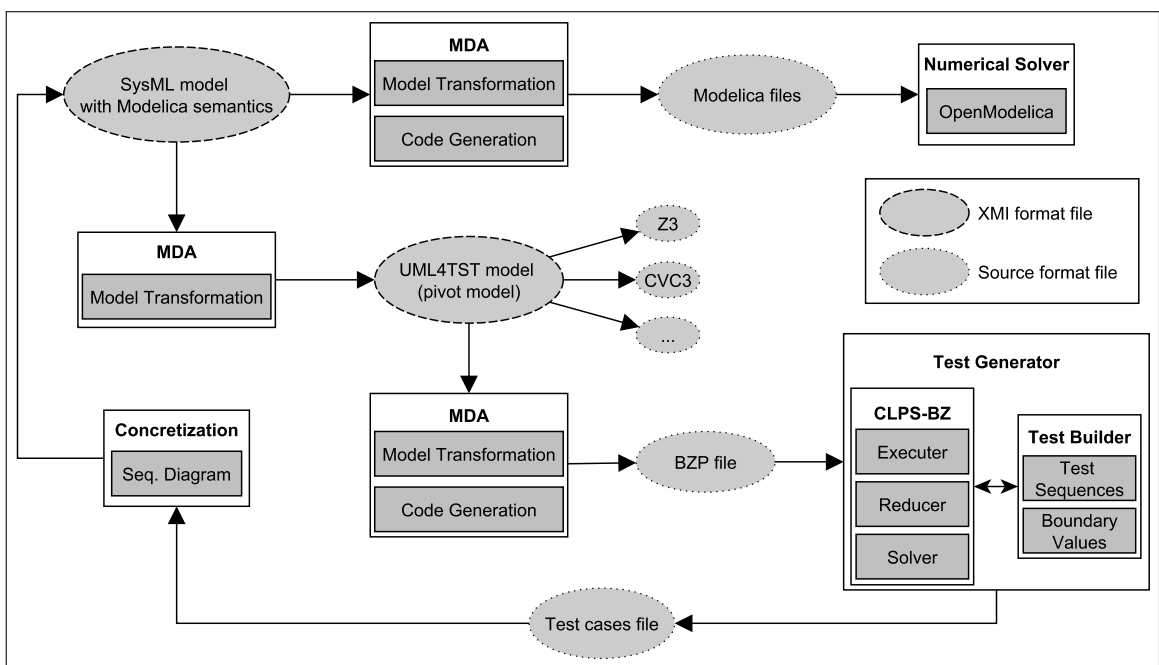 SysML model
with Modelica semantics
MDA
Model Transformation
Code Generation
Modelica files
Numerical Solver
OpenModelica
XMI format file
Source format file
MDA
Model Transformation
UML4TST model
(pivot model)
Z3
CVC3
...
Concretization
Seq. Diagram
MDA
Model Transformation
Code Generation
BZP file
Test Generator
CLPS-BZ
Executer
Reducer
Solver
Test Builder
Test
Sequences
Boundary
Values
Test cases file